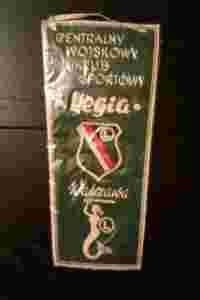 CENTRALNY
WOJSKOWY
KLUB
SPORTOWY
Legia
L
Warszawa
L